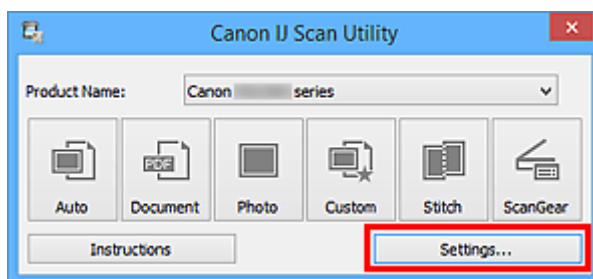 Canon IJ Scan Utility
Product Name: Canon series
PDF
Auto Document Photo Custom Stitch ScanGear
Instructions Settings...